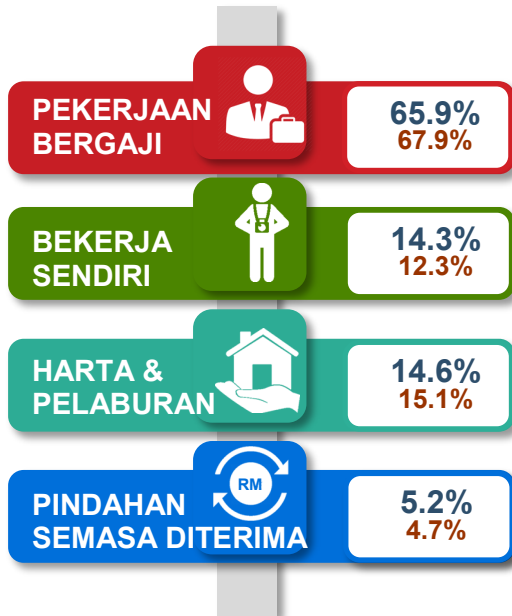 PEKERJAAN
BERGAJI
65.9%
67.9%
BEKERJA
SENDIRI
14.3%
12.3%
HARTA &
PELABURAN
14.6%
15.1%
RM
PINDAHAN
SEMASA DITERIMA
5.2%
4.7%